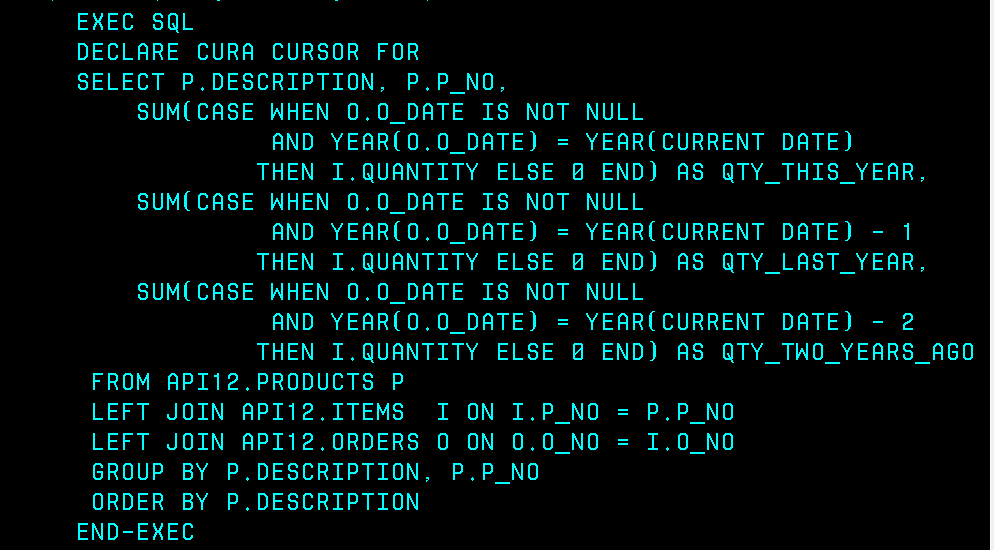 EXEC SQL
DECLARE CURA CURSOR FOR
SELECT P.DESCRIPTION, P.P_NO,
SUM(CASE WHEN O.O_DATE IS NOT NULL
AND YEAR(O.O_DATE) = YEAR(CURRENT DATE)
THEN I.QUANTITY ELSE 0 END) AS QTY_THIS_YEAR,
SUM(CASE WHEN O.O_DATE IS NOT NULL
AND YEAR(O.O_DATE) = YEAR(CURRENT DATE) - 1
THEN I.QUANTITY ELSE 0 END) AS QTY_LAST_YEAR,
SUM(CASE WHEN O.O_DATE IS NOT NULL
AND YEAR(O.O_DATE) = YEAR(CURRENT DATE) - 2
THEN I.QUANTITY ELSE 0 END) AS QTY_TWO_YEARS_AGO
FROM API12.PRODUCTS P
LEFT JOIN API12.ITEMS  I ON I.P_NO = P.P_NO
LEFT JOIN API12.ORDERS O ON O.O_NO = I.O_NO
GROUP BY P.DESCRIPTION, P.P_NO
ORDER BY P.DESCRIPTION
END-EXEC